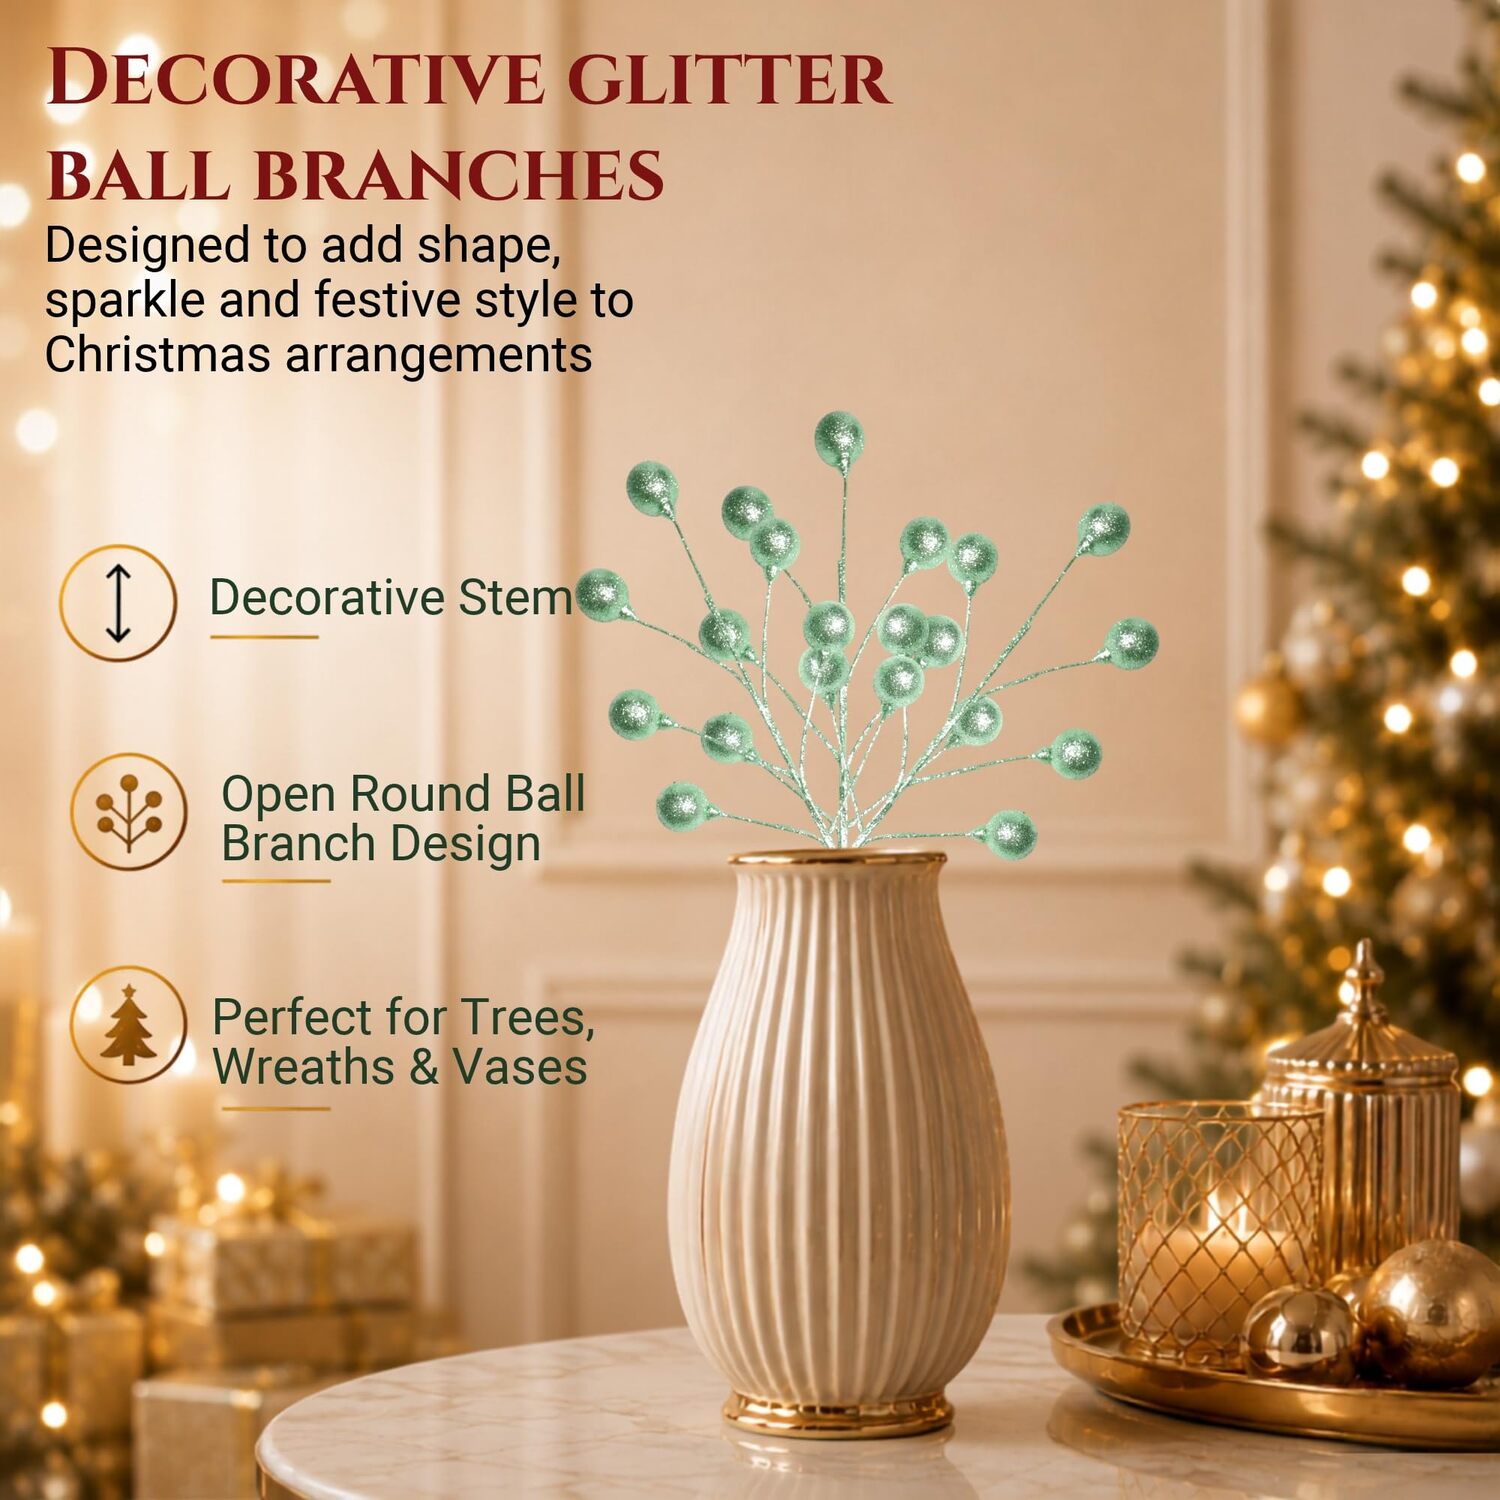 Decorative glitter
ball branches
Designed to add shape,
sparkle and festive style to
Christmas arrangements
Decorative Stem
Open Round Ball
Branch Design
Perfect for Trees,
Wreaths & Vases